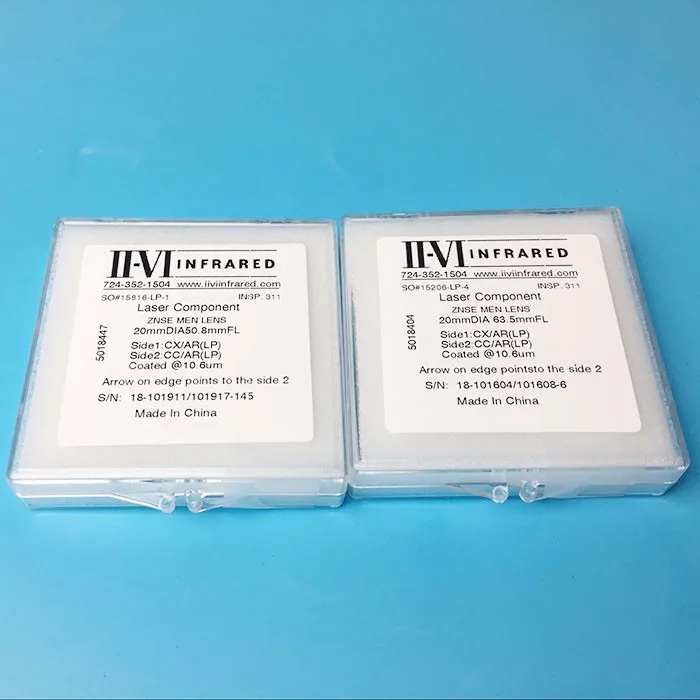 II-VI INFRARED
724-352-1504 www.iiviinfrared.com
SO#15816-LP-1 INSP. 311
Laser Component
ZNSE MEN LENS
20mmDIA50.8mmFL
5018447
Side1:CX/AR(LP)
Side2:CC/AR(LP)
Coated @10.6um
Arrow on edge points to the side 2
S/N: 18-101911/101917-145
Made In China
II-VI INFRARED
724-352-1504 www.iiviinfrared.com
SO#15206-LP-4 INSP. 311
Laser Component
ZNSE MEN LENS
20mmDIA 63.5mmFL
5018404
Side1:CX/AR(LP)
Side2:CC/AR(LP)
Coated @10.6um
Arrow on edge pointsto the side 2
S/N: 18-101604/101608-6
Made In China